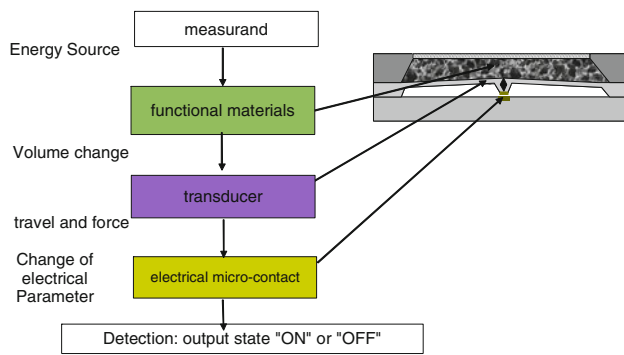 measurand
Energy Source
functional materials
Volume change
transducer
travel and force
Change of
electrical
Parameter
electrical micro-contact
Detection: output state "ON" or "OFF"